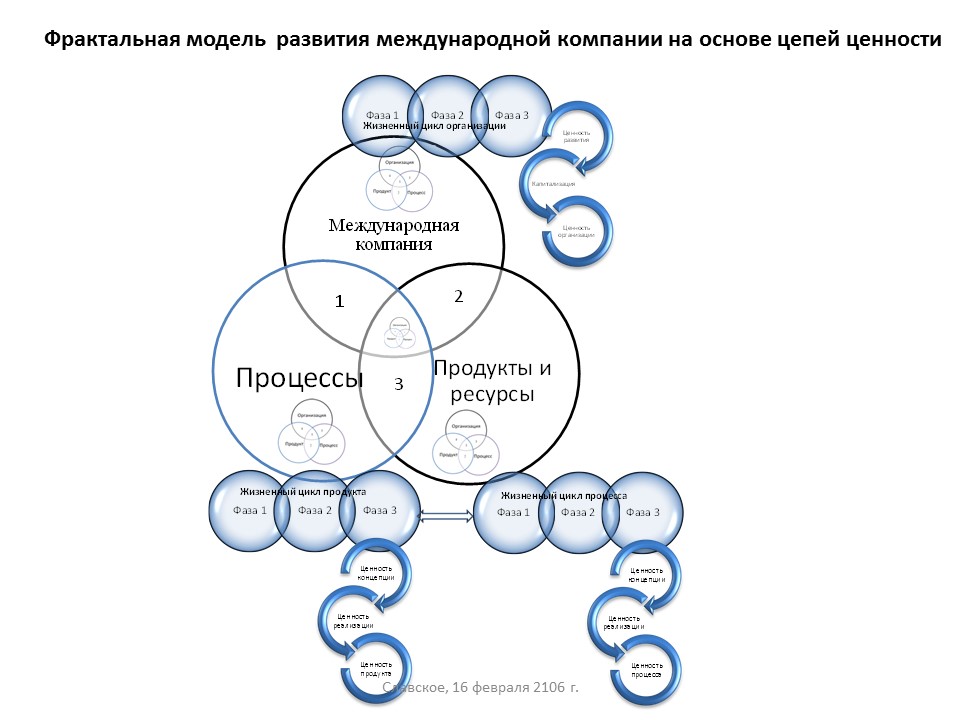 Фрактальная модель развития международной компании на основе цепей ценности
Фаза 1
Фаза 2
Фаза 3
Жизненный цикл организации
Ценность
развития
Капитализация
Ценность
организации
Организация
Продукт
Процесс
Международная
компания
1
2
3
Процессы
Продукты и
ресурсы
Организация
Продукт
Процесс
Организация
Продукт
Процесс
Жизненный цикл продукта
Фаза 1
Фаза 2
Фаза 3
Жизненный цикл процесса
Фаза 1
Фаза 2
Фаза 3
Ценность
концепции
Ценность
реализации
Ценность
продукта
Ценность
концепции
Ценность
реализации
Ценность
процесса
Славское, 16 февраля 2106 г.